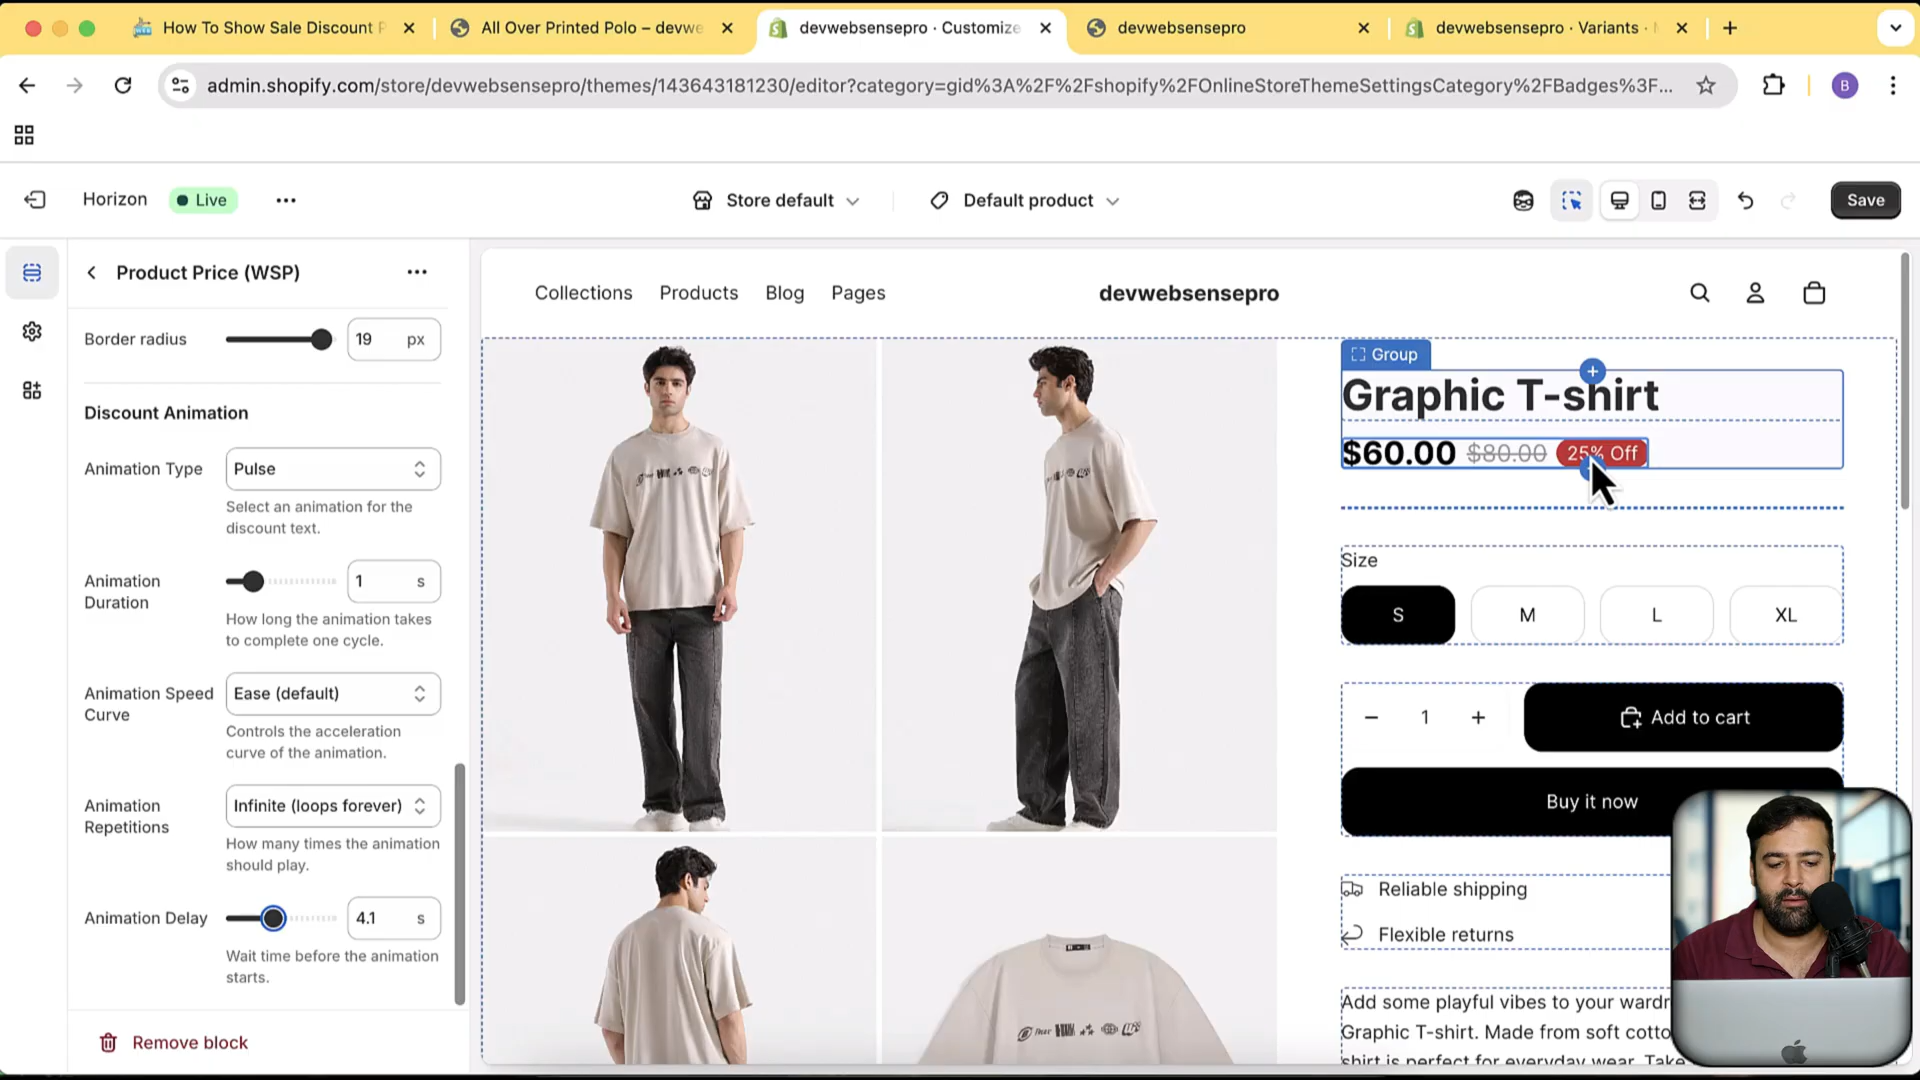 How To Show Sale Discount P
All Over Printed Polo – devwe
devwebsensepro · Customize
devwebsensepro
devwebsensepro · Variants ·
admin.shopify.com/store/devwebsensepro/themes/143643181230/editor?category=gid%3A%2F%2Fshopify%2FOnlineStoreThemeSettingsCategory%2FBadges%3F...
B
Horizon
Live
Store default
Default product
Save
Product Price (WSP)
Border radius
19 px
Discount Animation
Animation Type
Pulse
Select an animation for the
discount text.
Animation
Duration
1 s
How long the animation takes
to complete one cycle.
Animation Speed
Curve
Ease (default)
Controls the acceleration
curve of the animation.
Animation
Repetitions
Infinite (loops forever)
How many times the animation
should play.
Animation Delay
4.1 s
Wait time before the animation
starts.
Remove block
Collections Products Blog Pages
devwebsensepro
Group
Graphic T-shirt
$60.00 $80.00 25% Off
Size
S M L XL
− 1 +
Add to cart
Buy it now
Reliable shipping
Flexible returns
Add some playful vibes to your wardr
Graphic T-shirt. Made from soft cotto
shirt is perfect for everyday wear. Take